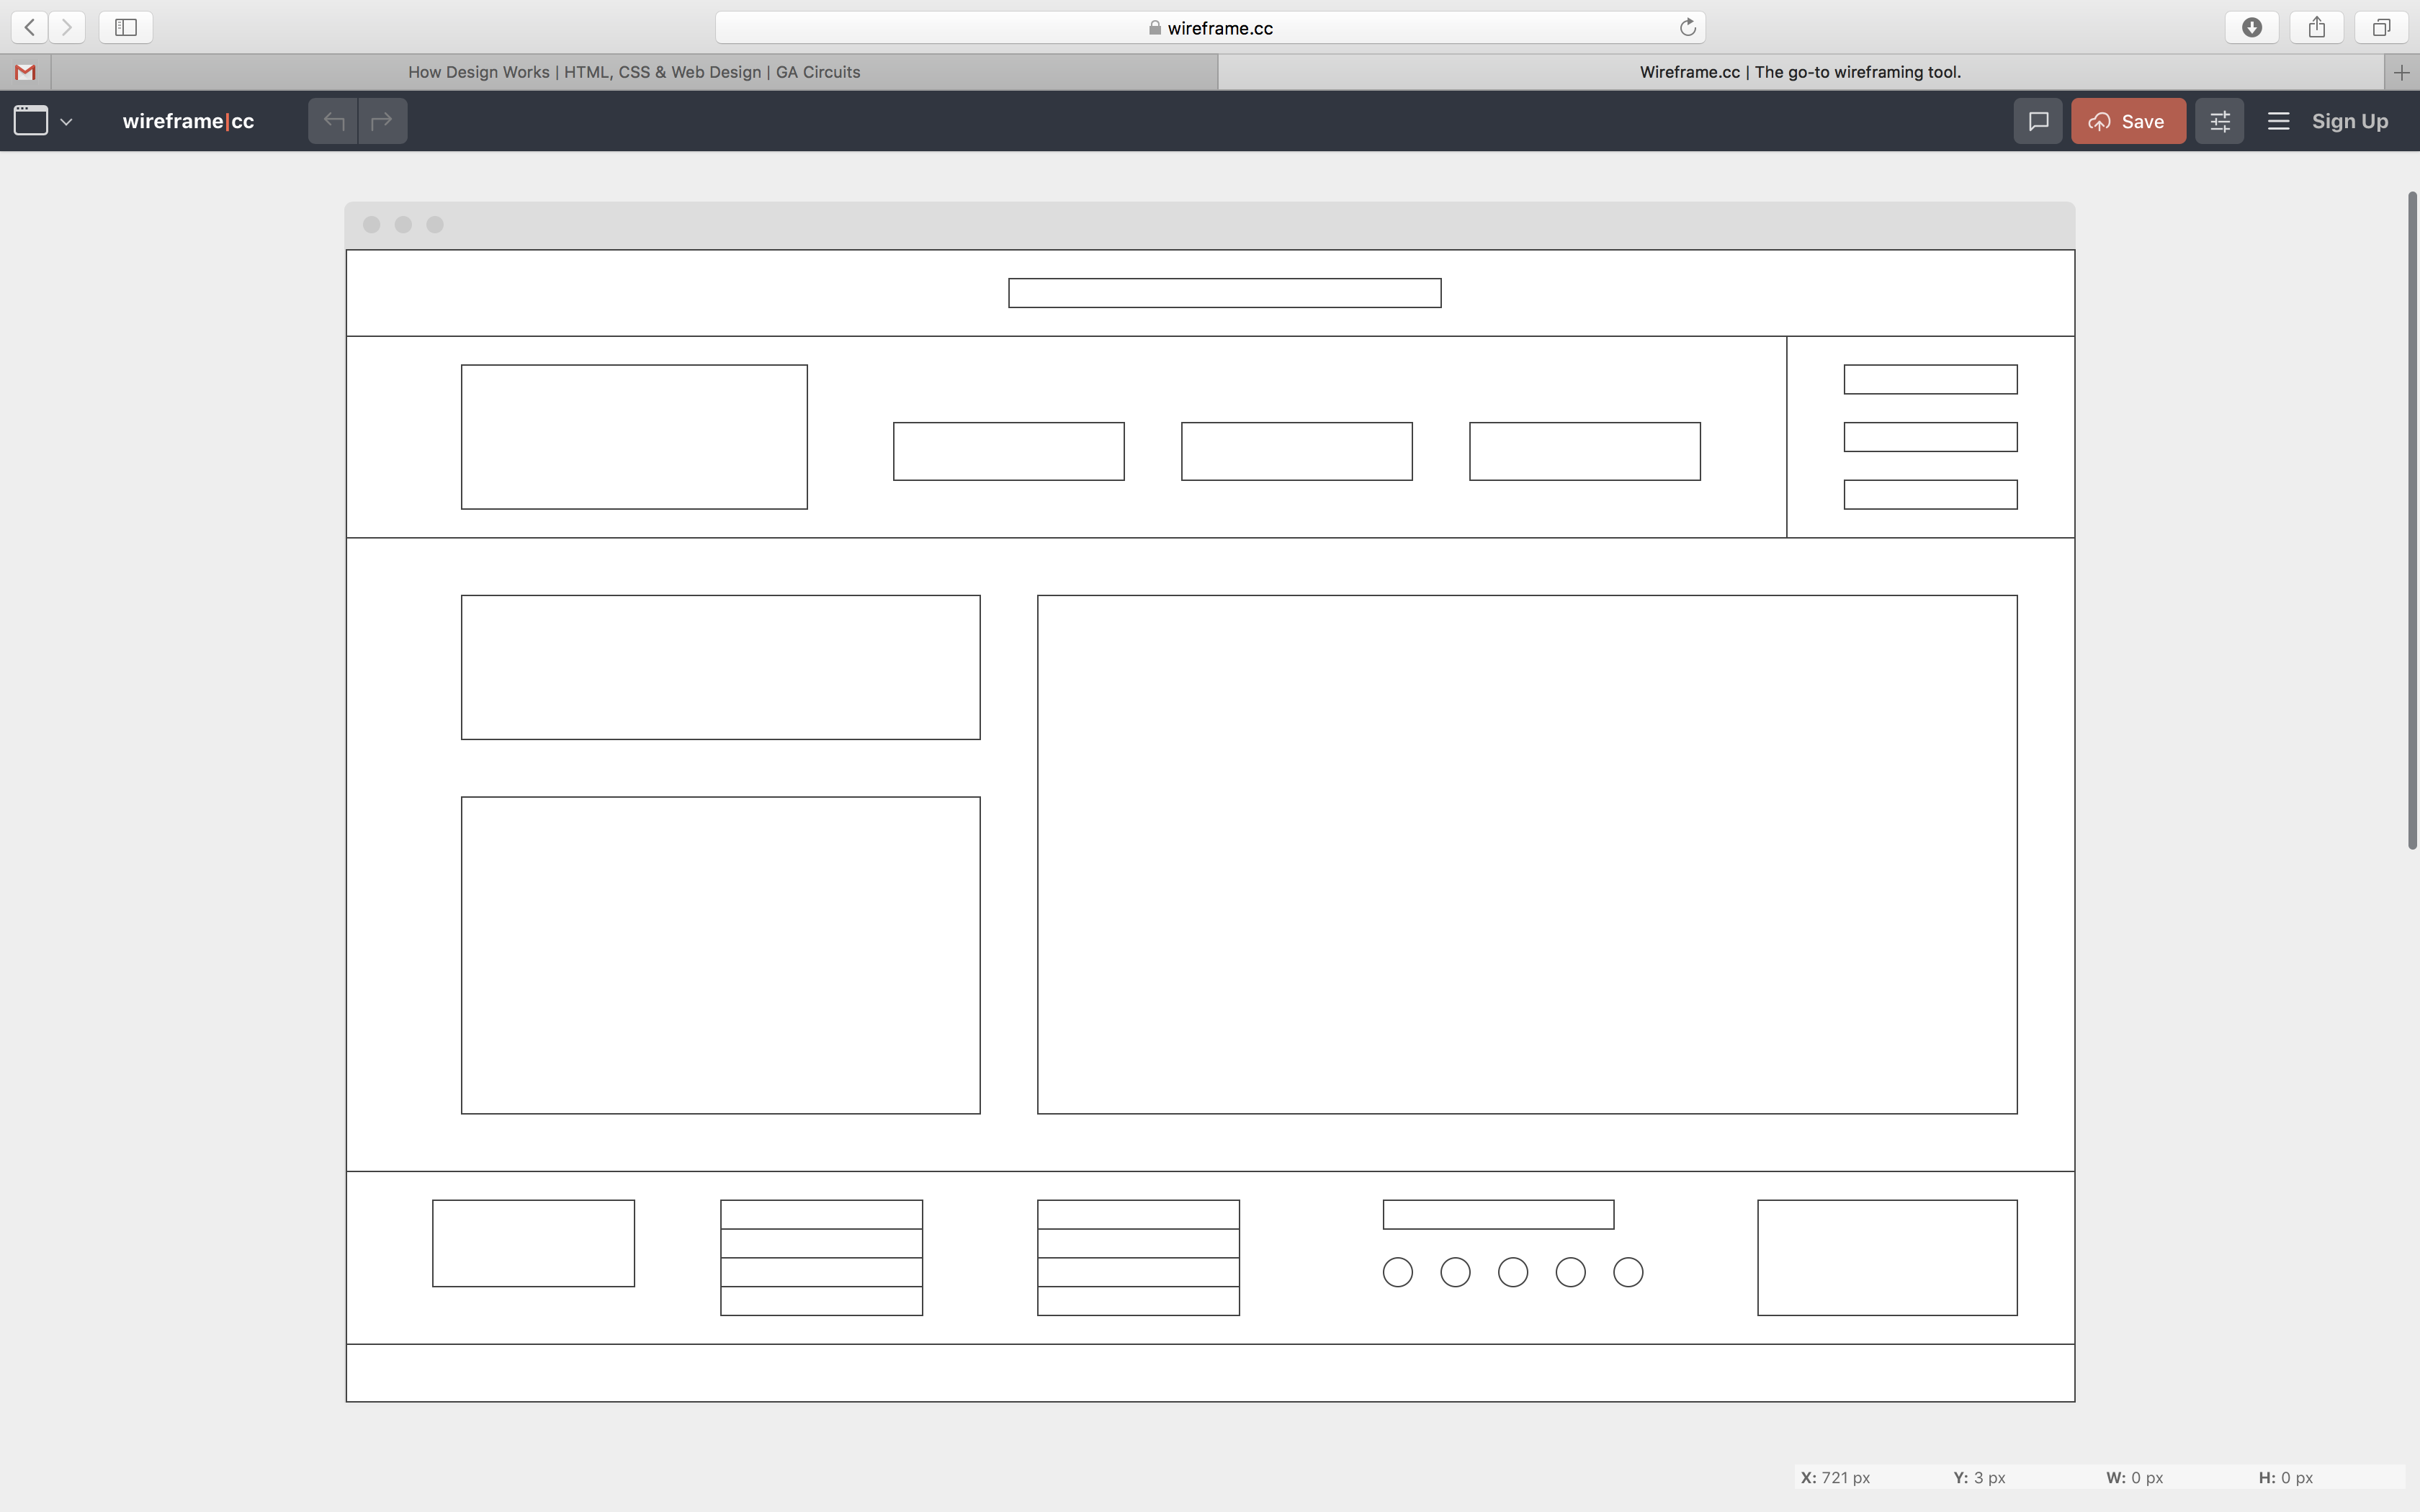 wireframe.cc
How Design Works | HTML, CSS & Web Design | GA Circuits
Wireframe.cc | The go-to wireframing tool.
wireframe|cc
Save
Sign Up
X: 721 px Y: 3 px W: 0 px H: 0 px